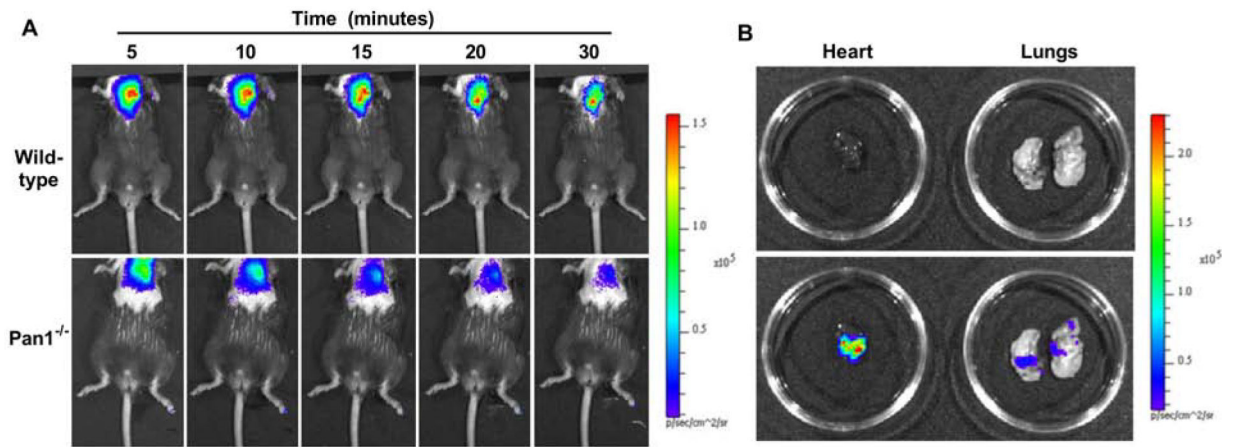 A
Time (minutes)
5 10 15 20 30
Wild-
type
Pan1-/-
1.5
1.0
x10^5
0.5
p/sec/cm^2/sr
B
Heart Lungs
2.0
1.5
x10^5
1.0
0.5
p/sec/cm^2/sr